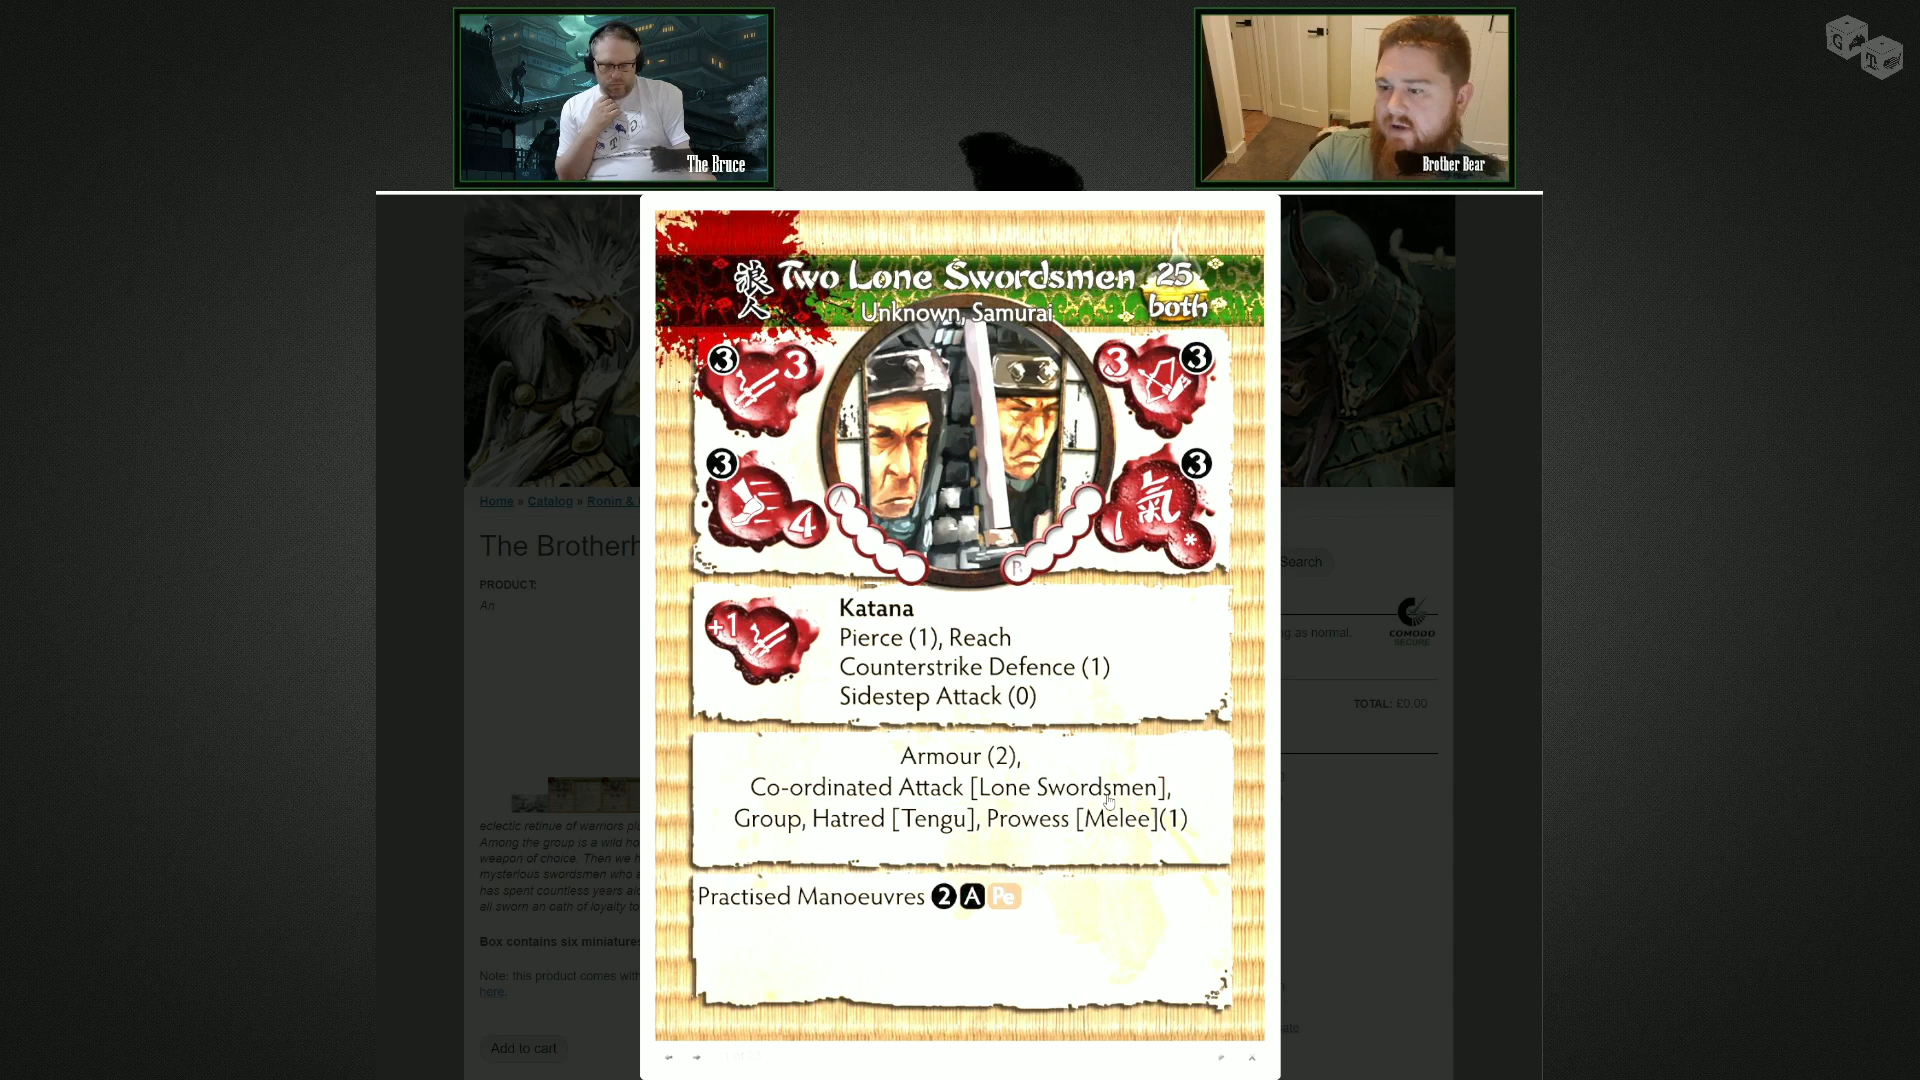 The Bruce
Brother Bear
G T
浪人
Two Lone Swordsmen
25
both
Unknown, Samurai
3 3
3 3
3 4
3 1 氣 *
A
B
+1
Katana
Pierce (1), Reach
Counterstrike Defence (1)
Sidestep Attack (0)
Armour (2),
Co-ordinated Attack [Lone Swordsmen],
Group, Hatred [Tengu], Prowess [Melee](1)
Practised Manoeuvres 2 A Pe
Home » Catalog » Ronin &
The Brotherh
PRODUCT:
An
eclectic retinue of warriors
Among the group is a wild
weapon of choice. Then we
mysterious swordsmen who
has spent countless years
all sworn an oath of loyalty to
Box contains six miniatures
Note: this product comes with
here.
Add to cart
Search
g as normal.
COMODO
SECURE
TOTAL: £0.00